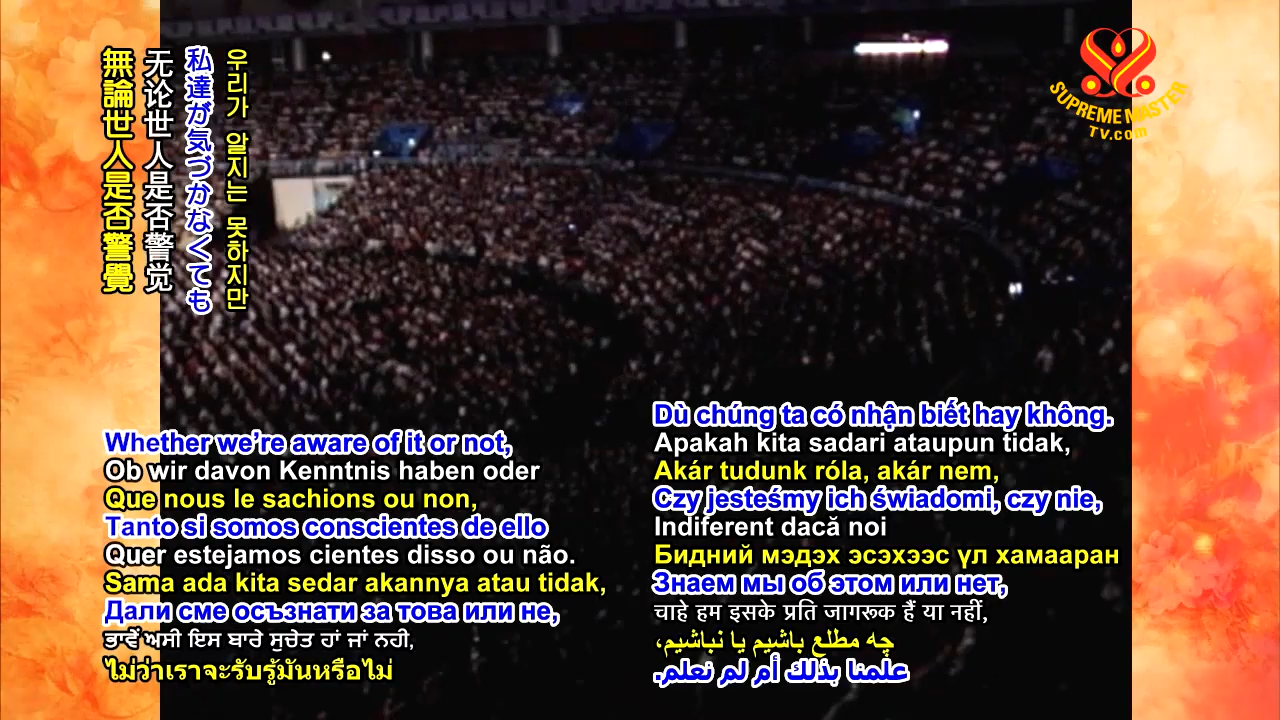 無論世人是否警覺
无论世人是否警觉
私達が気づかなくても
우리가 알지는 못하지만
SUPREME MASTER
TV.com
Whether we're aware of it or not,
Ob wir davon Kenntnis haben oder
Que nous le sachions ou non,
Tanto si somos conscientes de ello
Quer estejamos cientes disso ou não.
Sama ada kita sedar akannya atau tidak,
Дали сме осъзнати за това или не,
ਭਾਵੇਂ ਅਸੀ ਇਸ ਬਾਰੇ ਸੁਚੇਤ ਹਾਂ ਜਾਂ ਨਹੀ,
ไม่ว่าเราจะรับรู้มันหรือไม่
Dù chúng ta có nhận biết hay không.
Apakah kita sadari ataupun tidak,
Akár tudunk róla, akár nem,
Czy jesteśmy ich świadomi, czy nie,
Indiferent dacă noi
Бидний мэдэх эсэхээс үл хамааран
Знаем мы об этом или нет,
चाहे हम इसके प्रति जागरूक हैं या नहीं,
چه مطلع باشیم یا نباشیم،
علمنا بذلك أم لم نعلم.